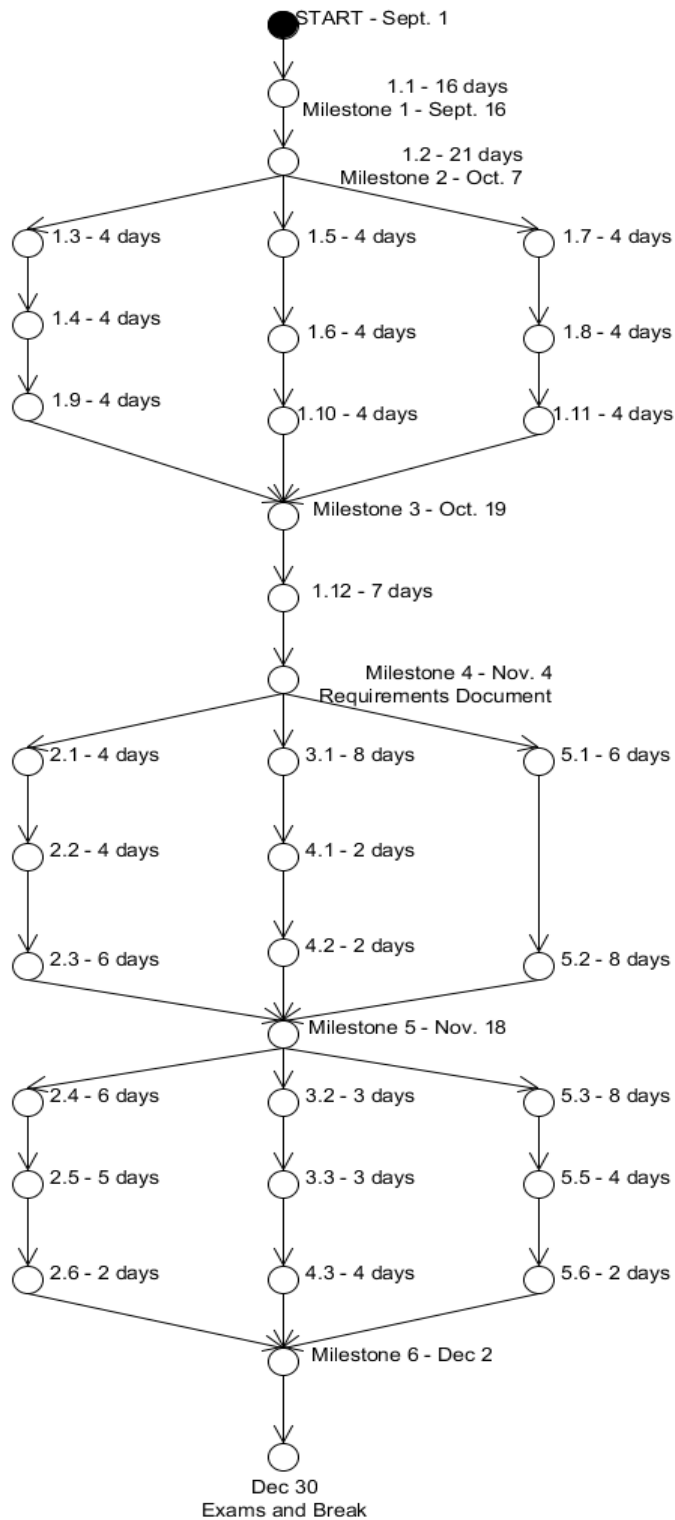 START - Sept. 1
1.1 - 16 days
Milestone 1 - Sept. 16
1.2 - 21 days
Milestone 2 - Oct. 7
1.3 - 4 days
1.5 - 4 days
1.7 - 4 days
1.4 - 4 days
1.6 - 4 days
1.8 - 4 days
1.9 - 4 days
1.10 - 4 days
1.11 - 4 days
Milestone 3 - Oct. 19
1.12 - 7 days
Milestone 4 - Nov. 4
Requirements Document
2.1 - 4 days
3.1 - 8 days
5.1 - 6 days
2.2 - 4 days
4.1 - 2 days
2.3 - 6 days
4.2 - 2 days
5.2 - 8 days
Milestone 5 - Nov. 18
2.4 - 6 days
3.2 - 3 days
5.3 - 8 days
2.5 - 5 days
3.3 - 3 days
5.5 - 4 days
2.6 - 2 days
4.3 - 4 days
5.6 - 2 days
Milestone 6 - Dec 2
Dec 30
Exams and Break